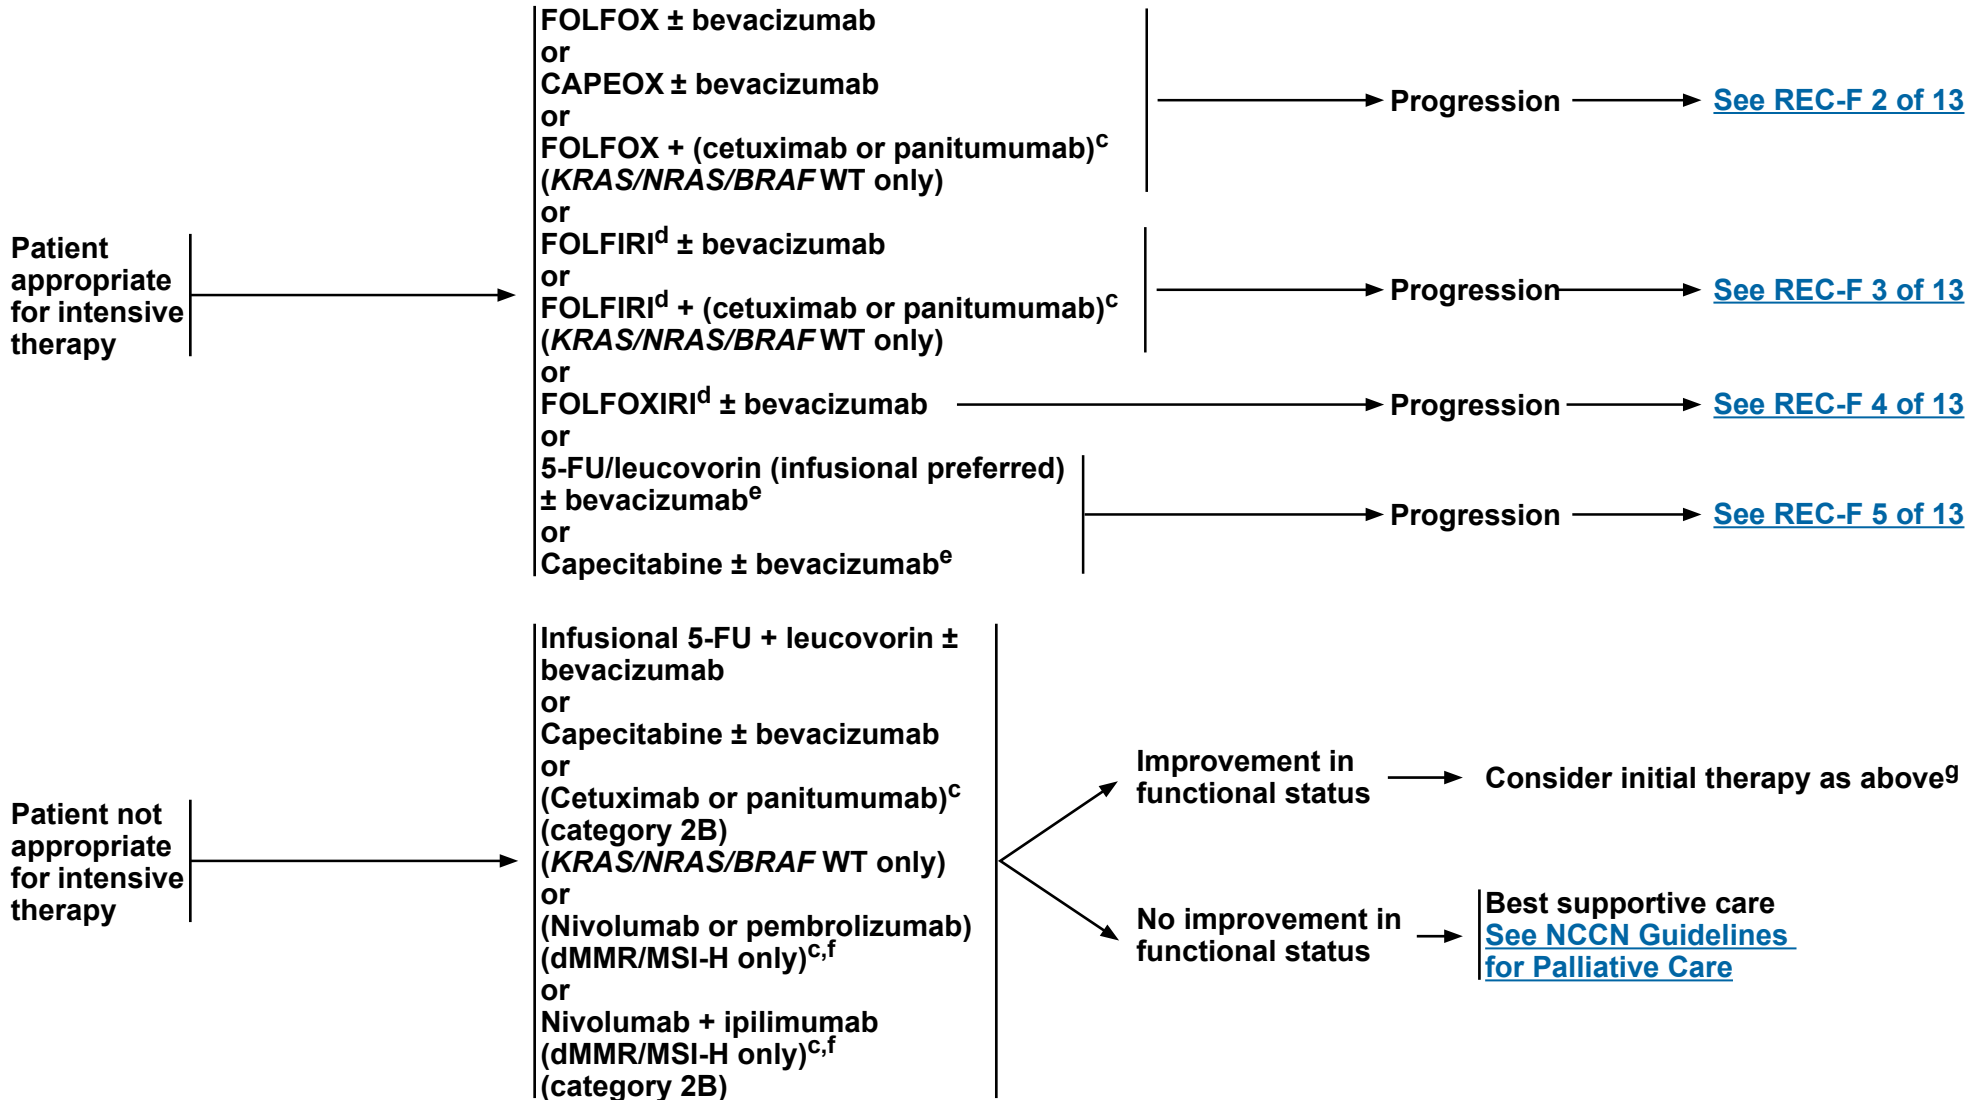 Patient
appropriate
for intensive
therapy
FOLFOX ± bevacizumab
or
CAPEOX ± bevacizumab
or
FOLFOX + (cetuximab or panitumumab)c
(KRAS/NRAS/BRAF WT only)
or
FOLFIRId ± bevacizumab
or
FOLFIRId + (cetuximab or panitumumab)c
(KRAS/NRAS/BRAF WT only)
or
FOLFOXIRId ± bevacizumab
or
5-FU/leucovorin (infusional preferred)
± bevacizumabe
or
Capecitabine ± bevacizumabe
Progression
See REC-F 2 of 13
Progression
See REC-F 3 of 13
Progression
See REC-F 4 of 13
Progression
See REC-F 5 of 13
Patient not
appropriate
for intensive
therapy
Infusional 5-FU + leucovorin ±
bevacizumab
or
Capecitabine ± bevacizumab
or
(Cetuximab or panitumumab)c
(category 2B)
(KRAS/NRAS/BRAF WT only)
or
(Nivolumab or pembrolizumab)
(dMMR/MSI-H only)c,f
or
Nivolumab + ipilimumab
(dMMR/MSI-H only)c,f
(category 2B)
Improvement in
functional status
Consider initial therapy as aboveg
No improvement in
functional status
Best supportive care
See NCCN Guidelines
for Palliative Care